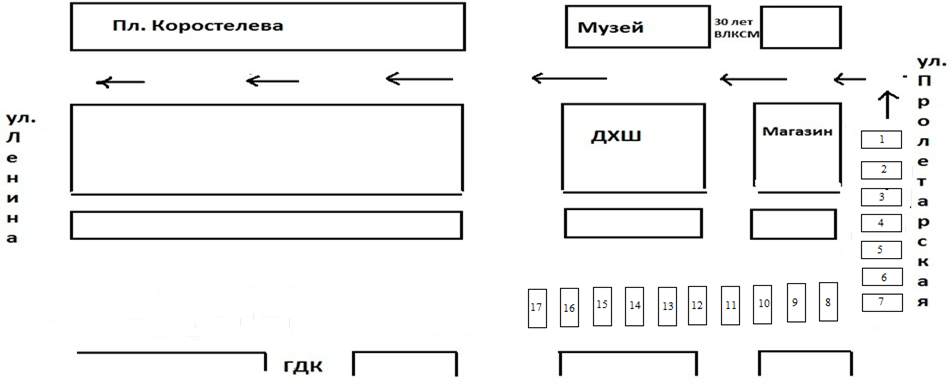 Пл. Коростелева
Музей
30 лет
ВЛКСМ
ул.
Пролетарская
ул.
Ленина
ДХШ
Магазин
1
2
3
4
5
6
7
17 16 15 14 13 12 11 10 9 8
ГДК